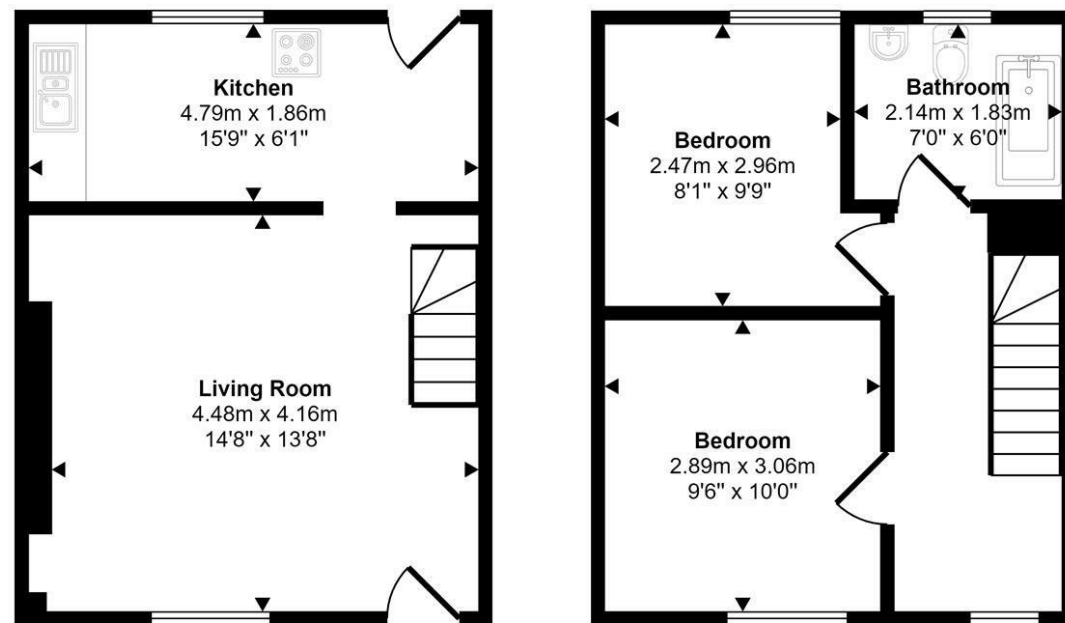 Kitchen
4.79m x 1.86m
15'9" x 6'1"
Living Room
4.48m x 4.16m
14'8" x 13'8"
Bedroom
2.47m x 2.96m
8'1" x 9'9"
Bathroom
2.14m x 1.83m
7'0" x 6'0"
Bedroom
2.89m x 3.06m
9'6" x 10'0"